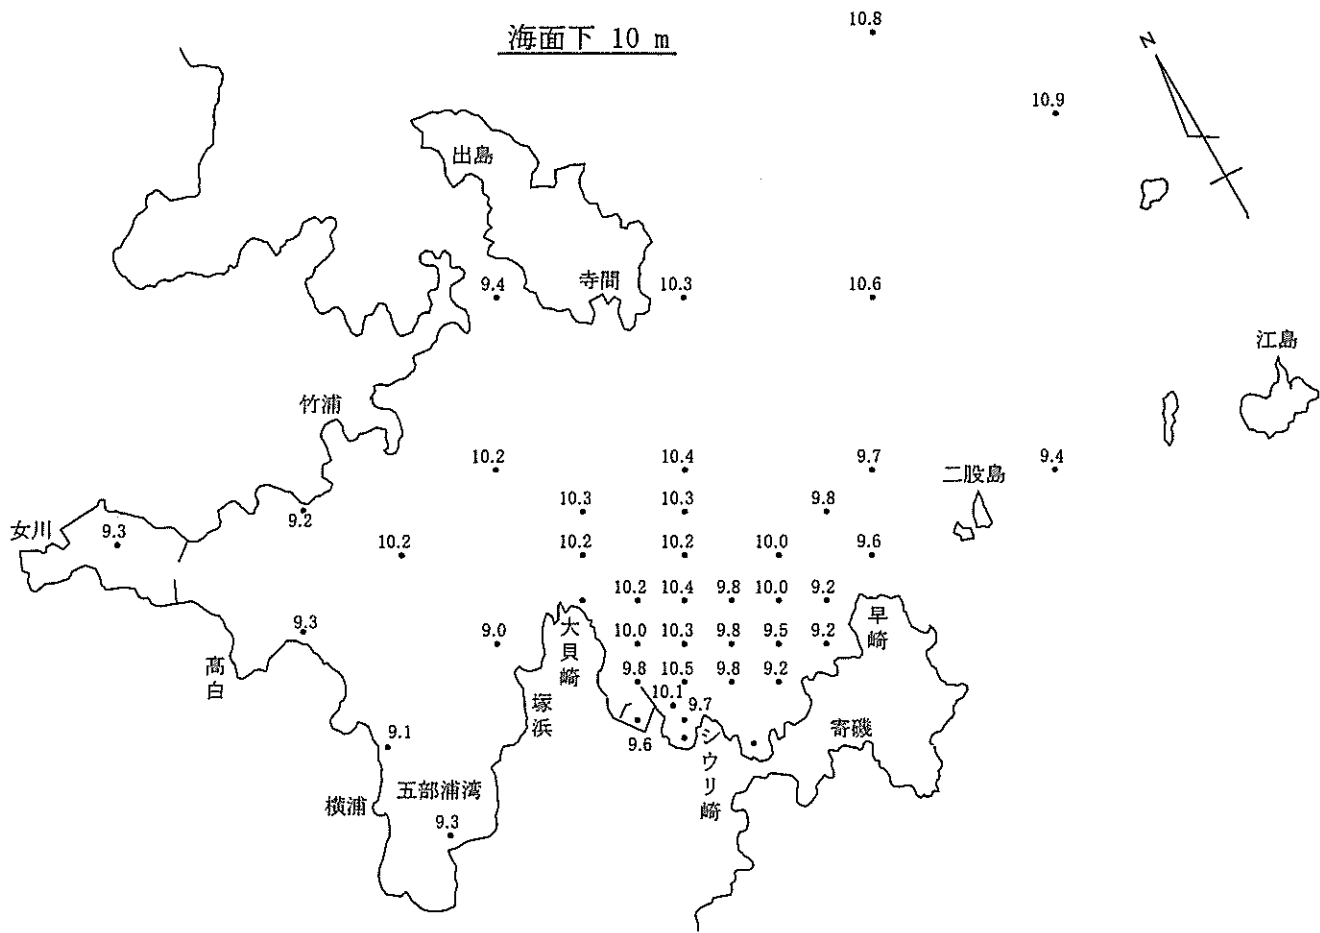 海面下 10 m
10.8
N
10.9
出島
寺間
9.4
10.3
10.6
江島
竹浦
10.2
10.4
9.7
二股島
9.4
女川
9.3
9.2
10.3
10.3
9.8
10.2
10.2
10.2
10.0
9.6
10.2
10.4
9.8
10.0
9.2
9.3
9.0
大貝崎
10.0
10.3
9.8
9.5
9.2
早崎
高白
9.8
10.5
9.8
9.2
塚浜
10.1
9.7
9.6
シウリ崎
寄磯
9.1
五部浦湾
横浦
9.3